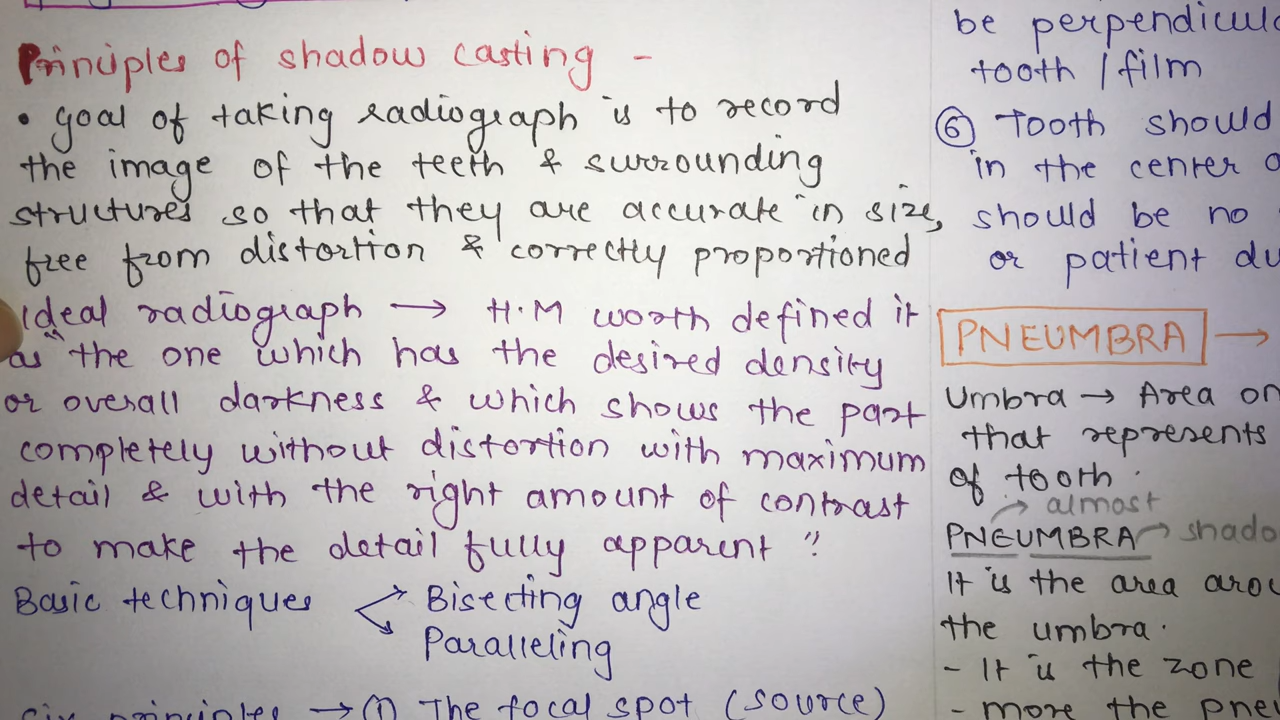 Principles of shadow casting -
• goal of taking radiograph is to record
the image of the teeth & surrounding
structures so that they are accurate in size,
free from distortion & correctly proportioned
Ideal radiograph → H.M worth defined it
as "the one which has the desired density
or overall darkness & which shows the part
completely without distortion with maximum
detail & with the right amount of contrast
to make the detail fully apparent "
Basic techniques Bisecting angle
Paralleling
Six principles → ① The focal spot (source)
be
tooth / film
⑥ Tooth should
in the center
should be no
or patient
PNEUMBRA →
Umbra → Area on
that represents
of tooth.
→ almost
PNEUMBRA →
It is the area
the umbra.
- It is the zone
- more the